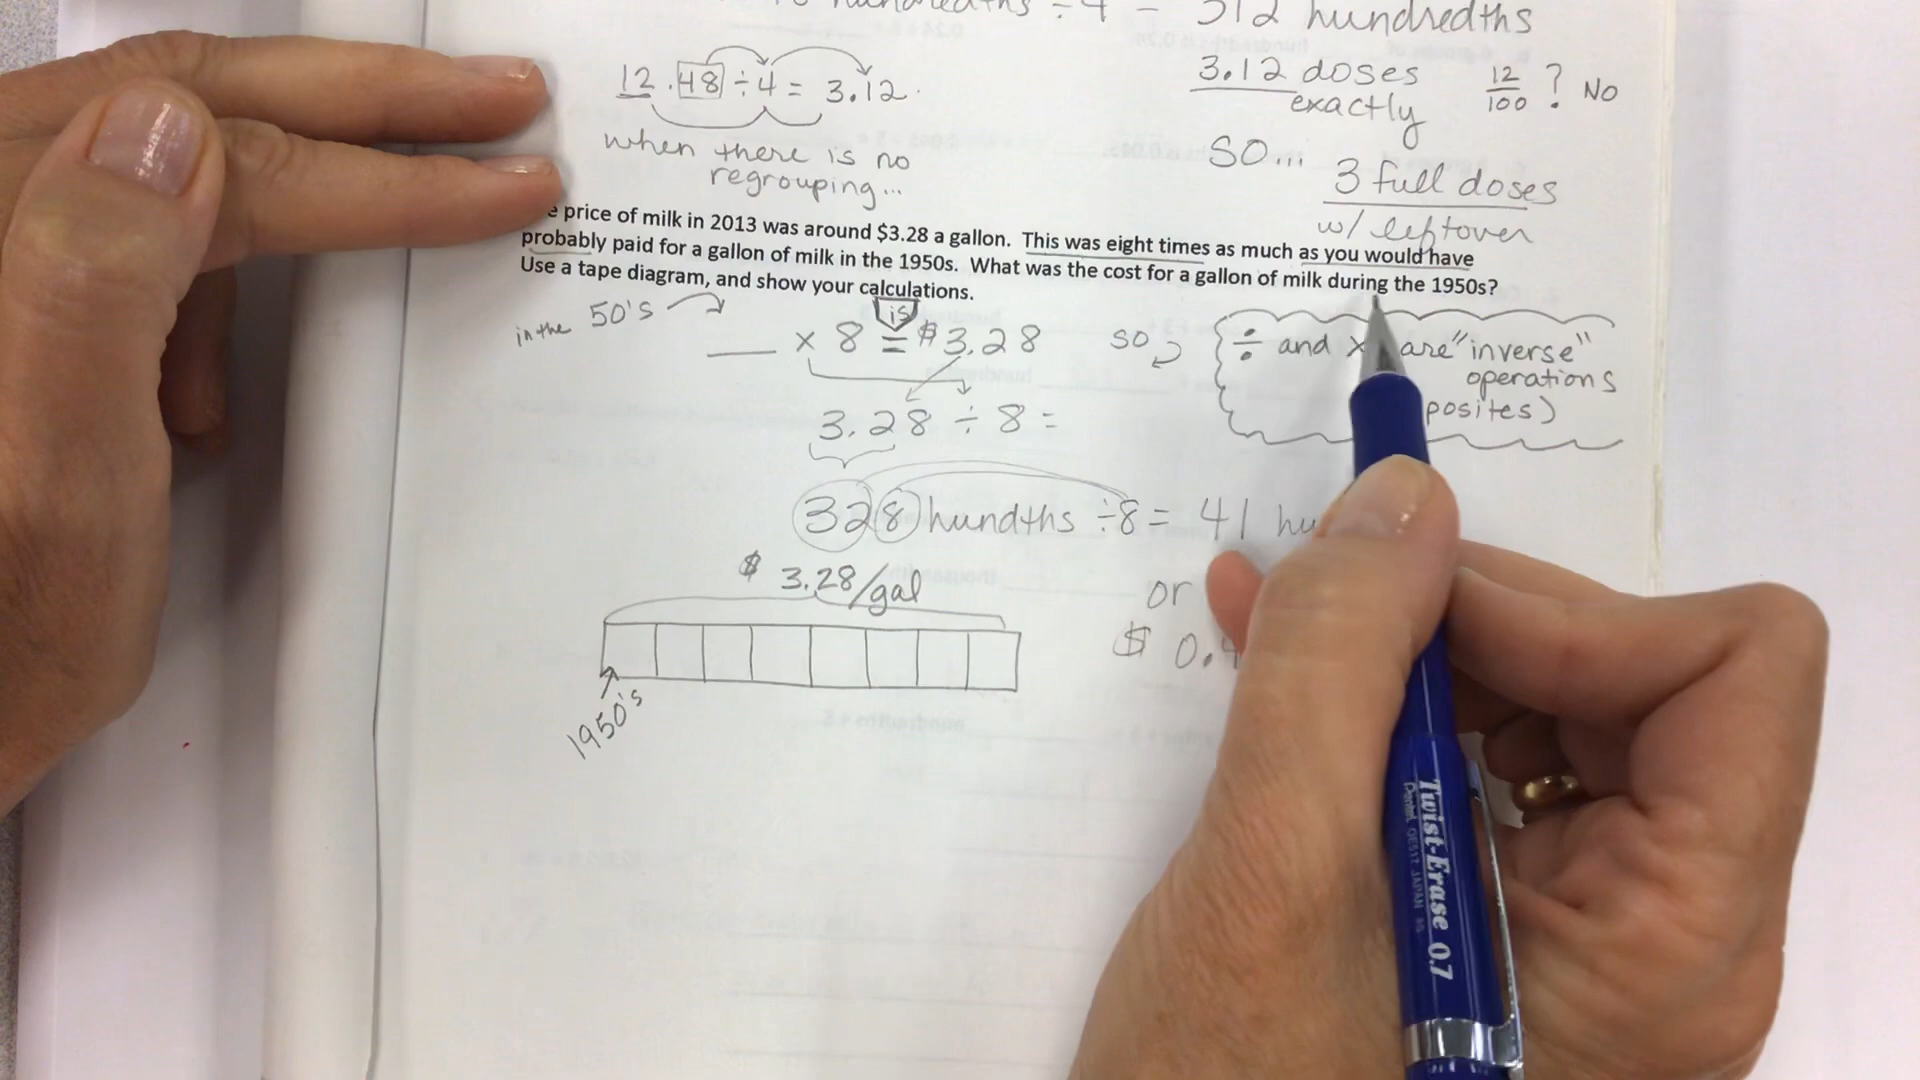 ÷ 4 = 312 hundredths
12.48 ÷ 4 = 3.12.
when there is no
regrouping...
3.12 doses
exactly
12/100 ? No
so...
3 full doses
w/ leftover
price of milk in 2013 was around $3.28 a gallon. This was eight times as much as you would have
probably paid for a gallon of milk in the 1950s. What was the cost for a gallon of milk during the 1950s?
Use a tape diagram, and show your calculations.
in the 50's
is
___ x 8 = $3.28
so
÷ and x are "inverse"
operations
posites)
3.28 ÷ 8 =
328 hundths ÷8 = 41 hu
$ 3.28/gal
or
$ 0.4
1950's
Twist-Erase 0.7
Pentel QE517 JAPAN